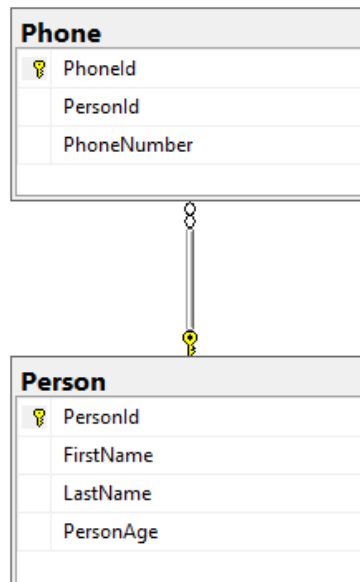 Phone
PhoneId
PersonId
PhoneNumber
Person
PersonId
FirstName
LastName
PersonAge